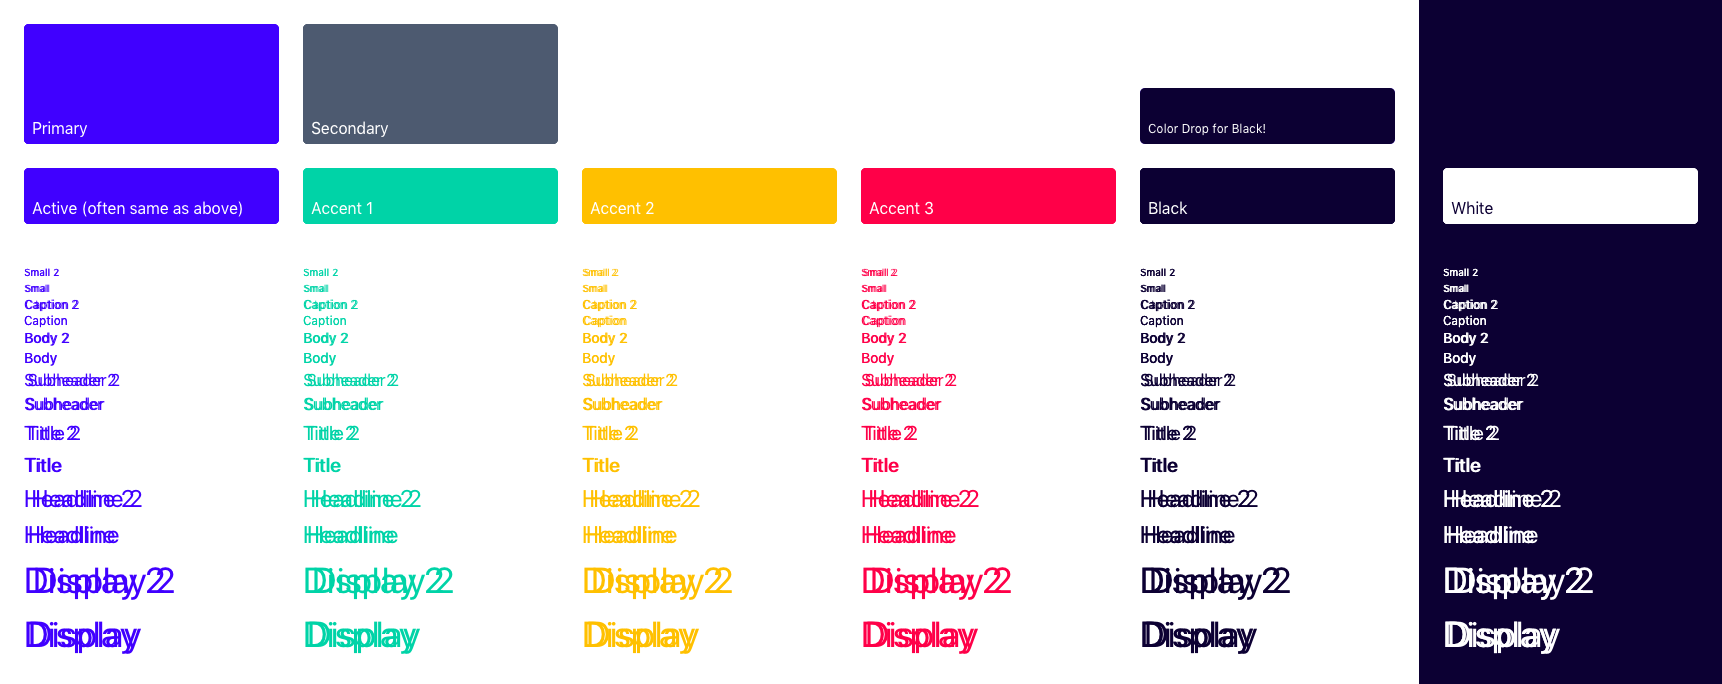 Primary
Secondary
Color Drop for Black!
Active (often same as above)
Accent 1
Accent 2
Accent 3
Black
White
Small 2
Small 2
Small 2
Small 2
Small 2
Small 2
Small
Small
Small
Small
Small
Small
Caption 2
Caption 2
Caption 2
Caption 2
Caption 2
Caption 2
Caption
Caption
Caption
Caption
Caption
Caption
Body 2
Body 2
Body 2
Body 2
Body 2
Body 2
Body
Body
Body
Body
Body
Body
Subheader 2
Subheader 2
Subheader 2
Subheader 2
Subheader 2
Subheader 2
Subheader
Subheader
Subheader
Subheader
Subheader
Subheader
Title 2
Title 2
Title 2
Title 2
Title 2
Title 2
Title
Title
Title
Title
Title
Title
Headline 2
Headline 2
Headline 2
Headline 2
Headline 2
Headline 2
Headline
Headline
Headline
Headline
Headline
Headline
Display 2
Display 2
Display 2
Display 2
Display 2
Display 2
Display
Display
Display
Display
Display
Display